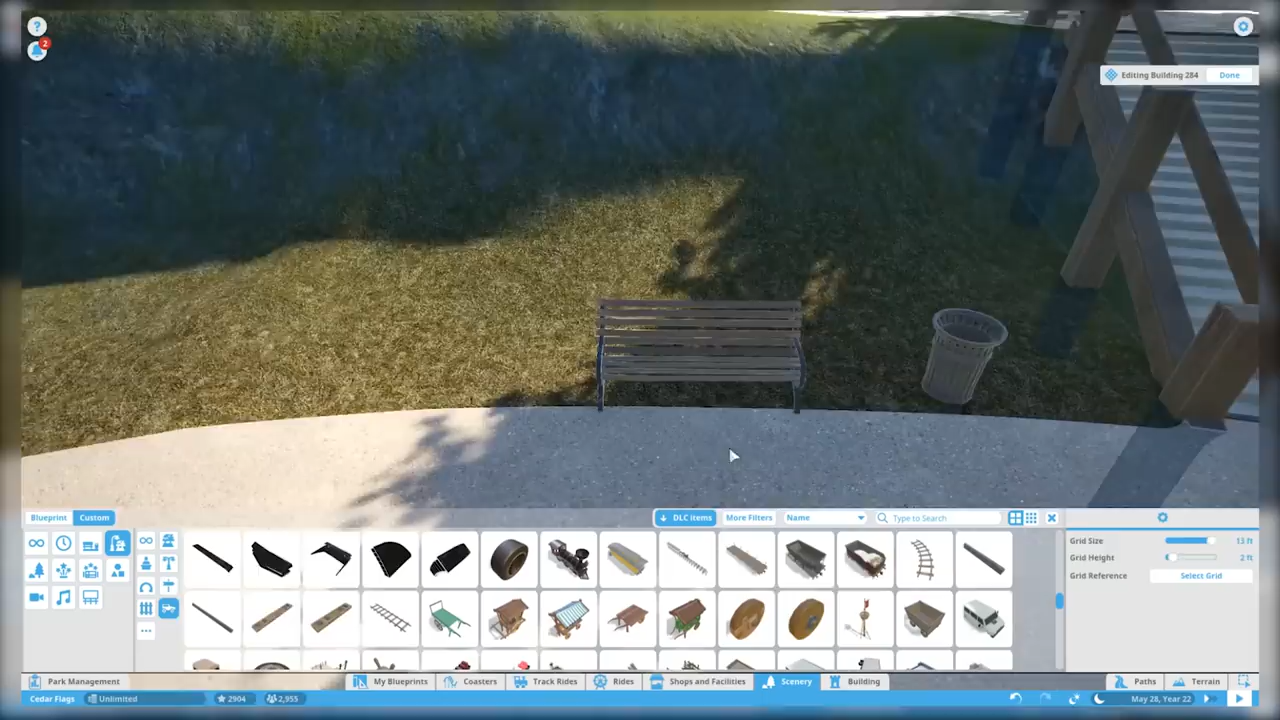 ?
2
Editing Building 284 Done
Blueprint Custom DLC items More Filters Name Type to Search
Grid Size 13 ft
Grid Height 2 ft
Grid Reference Select Grid
Park Management My Blueprints Coasters Track Rides Rides Shops and Facilities Scenery Building Paths Terrain
Cedar Flags Unlimited 2904 2,955 May 28, Year 22